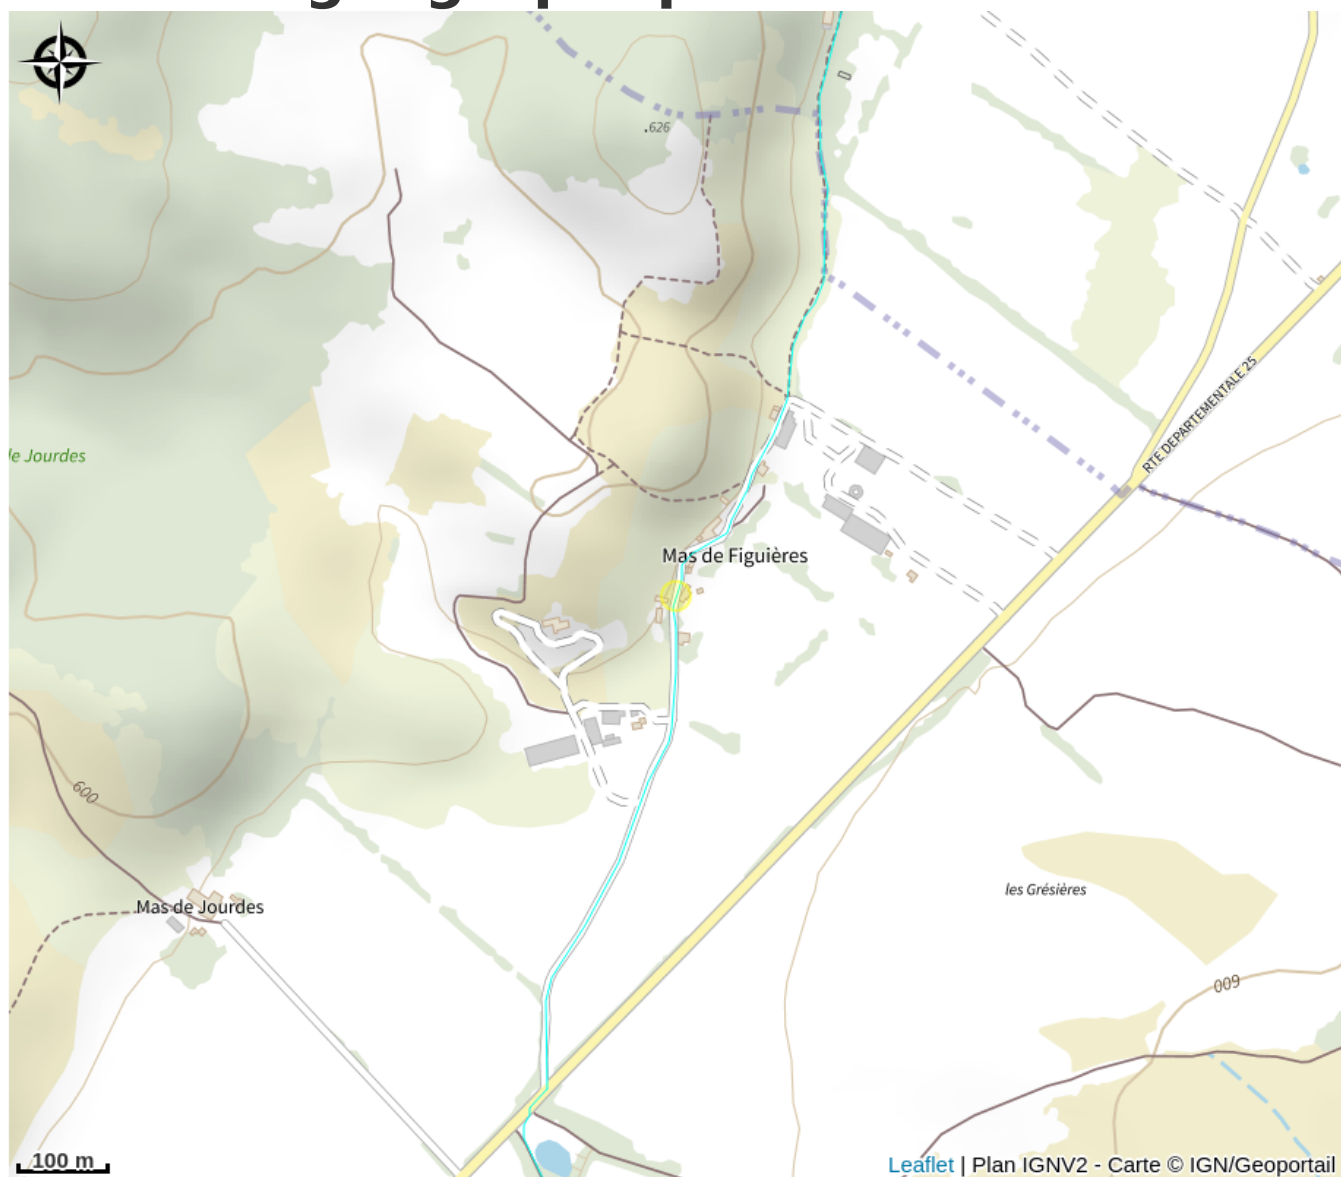 .626
RTE DEPARTEMENTALE 25
le Jourdes
Mas de Figuières
600
Mas de Jourdes
les Grésières
600
100 m
Leaflet | Plan IGNV2 - Carte © IGN/Geoportail